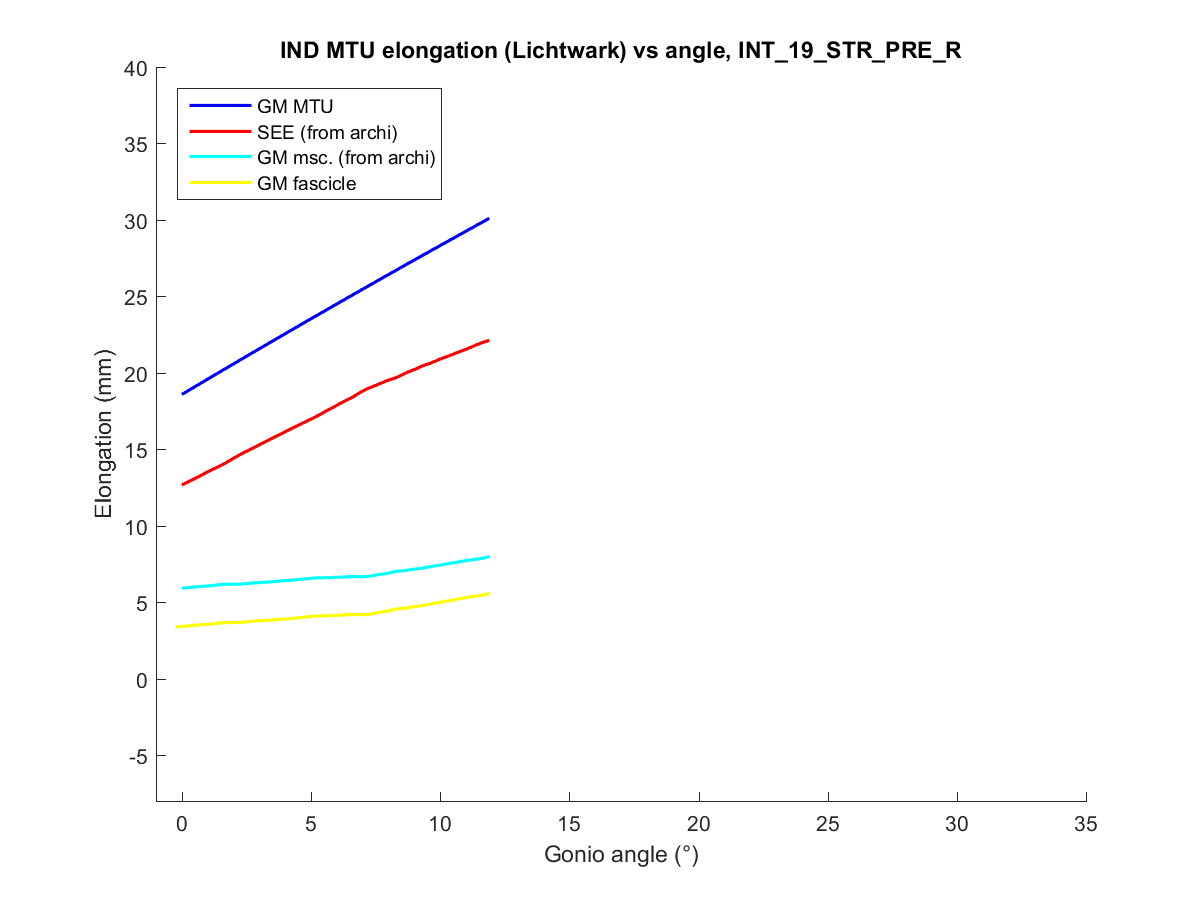 IND MTU elongation (Lichtwark) vs angle, INT_19_STR_PRE_R
40
35
30
25
20
15
10
5
0
-5
Elongation (mm)
GM MTU
SEE (from archi)
GM msc. (from archi)
GM fascicle
0 5 10 15 20 25 30 35
Gonio angle (°)